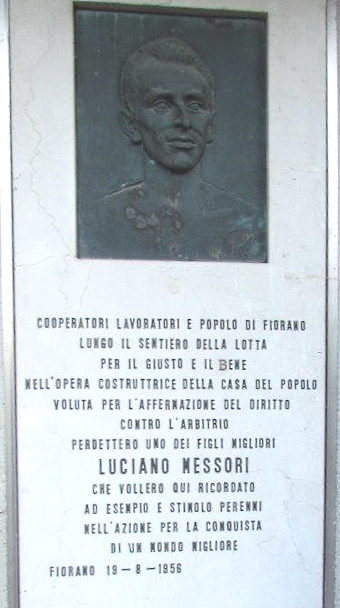 COOPERATORI LAVORATORI E POPOLO DI FIORANO
LUNGO IL SENTIERO DELLA LOTTA
PER IL GIUSTO E IL BENE
NELL'OPERA COSTRUTTRICE DELLA CASA DEL POPOLO
VOLUTA PER L'AFFERMAZIONE DEL DIRITTO
CONTRO L'ARBITRIO
PERDETTERO UNO DEI FIGLI MIGLIORI
LUCIANO MESSORI
CHE VOLLERO QUI RICORDATO
AD ESEMPIO E STIMOLO PERENNI
NELL'AZIONE PER LA CONQUISTA
DI UN MONDO MIGLIORE
FIORANO 19-8-1956